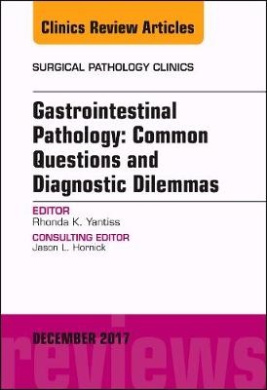 Clinics Review Articles
SURGICAL PATHOLOGY CLINICS
Gastrointestinal
Pathology: Common
Questions and
Diagnostic Dilemmas
EDITOR
Rhonda K. Yantiss
CONSULTING EDITOR
Jason L. Hornick
DECEMBER 2017
reviews